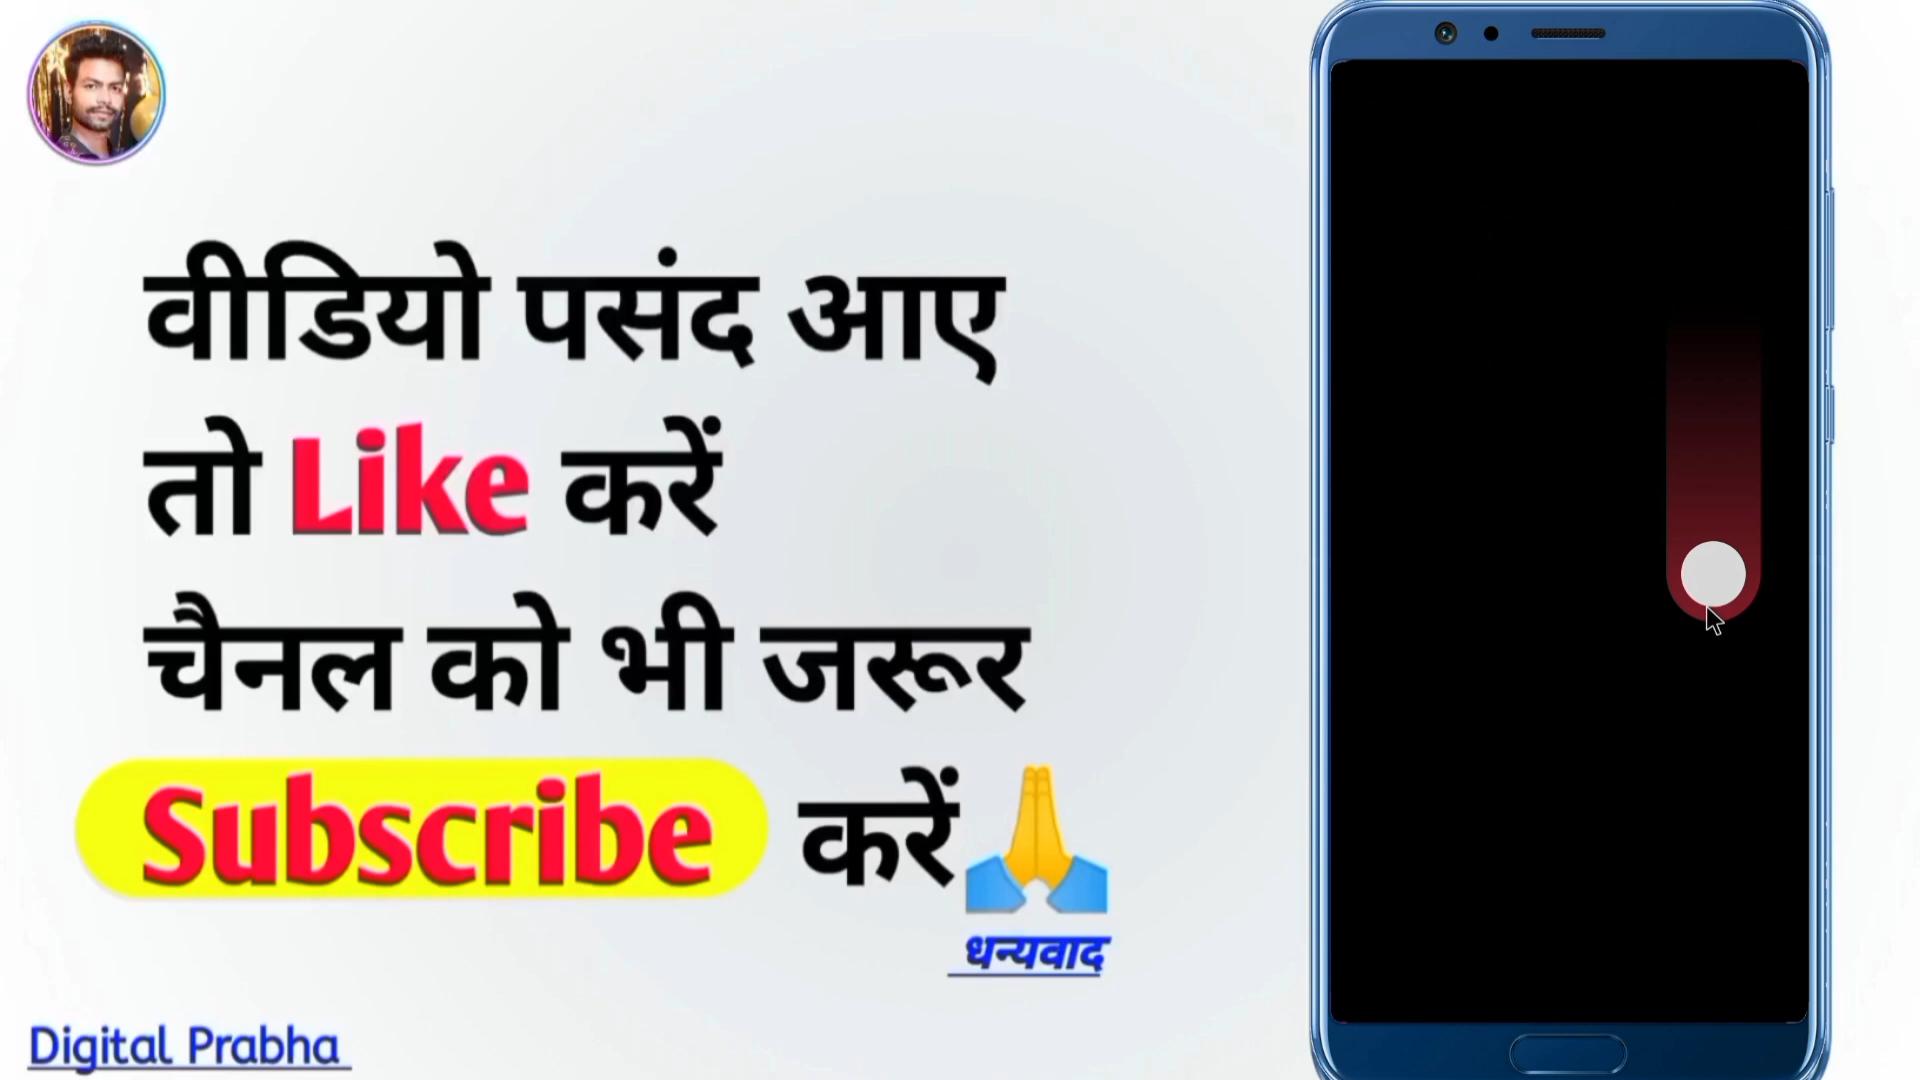 वीडियो पसंद आए
तो Like करें
चैनल को भी जरूर
Subscribe करें🙏
धन्यवाद
Digital Prabha